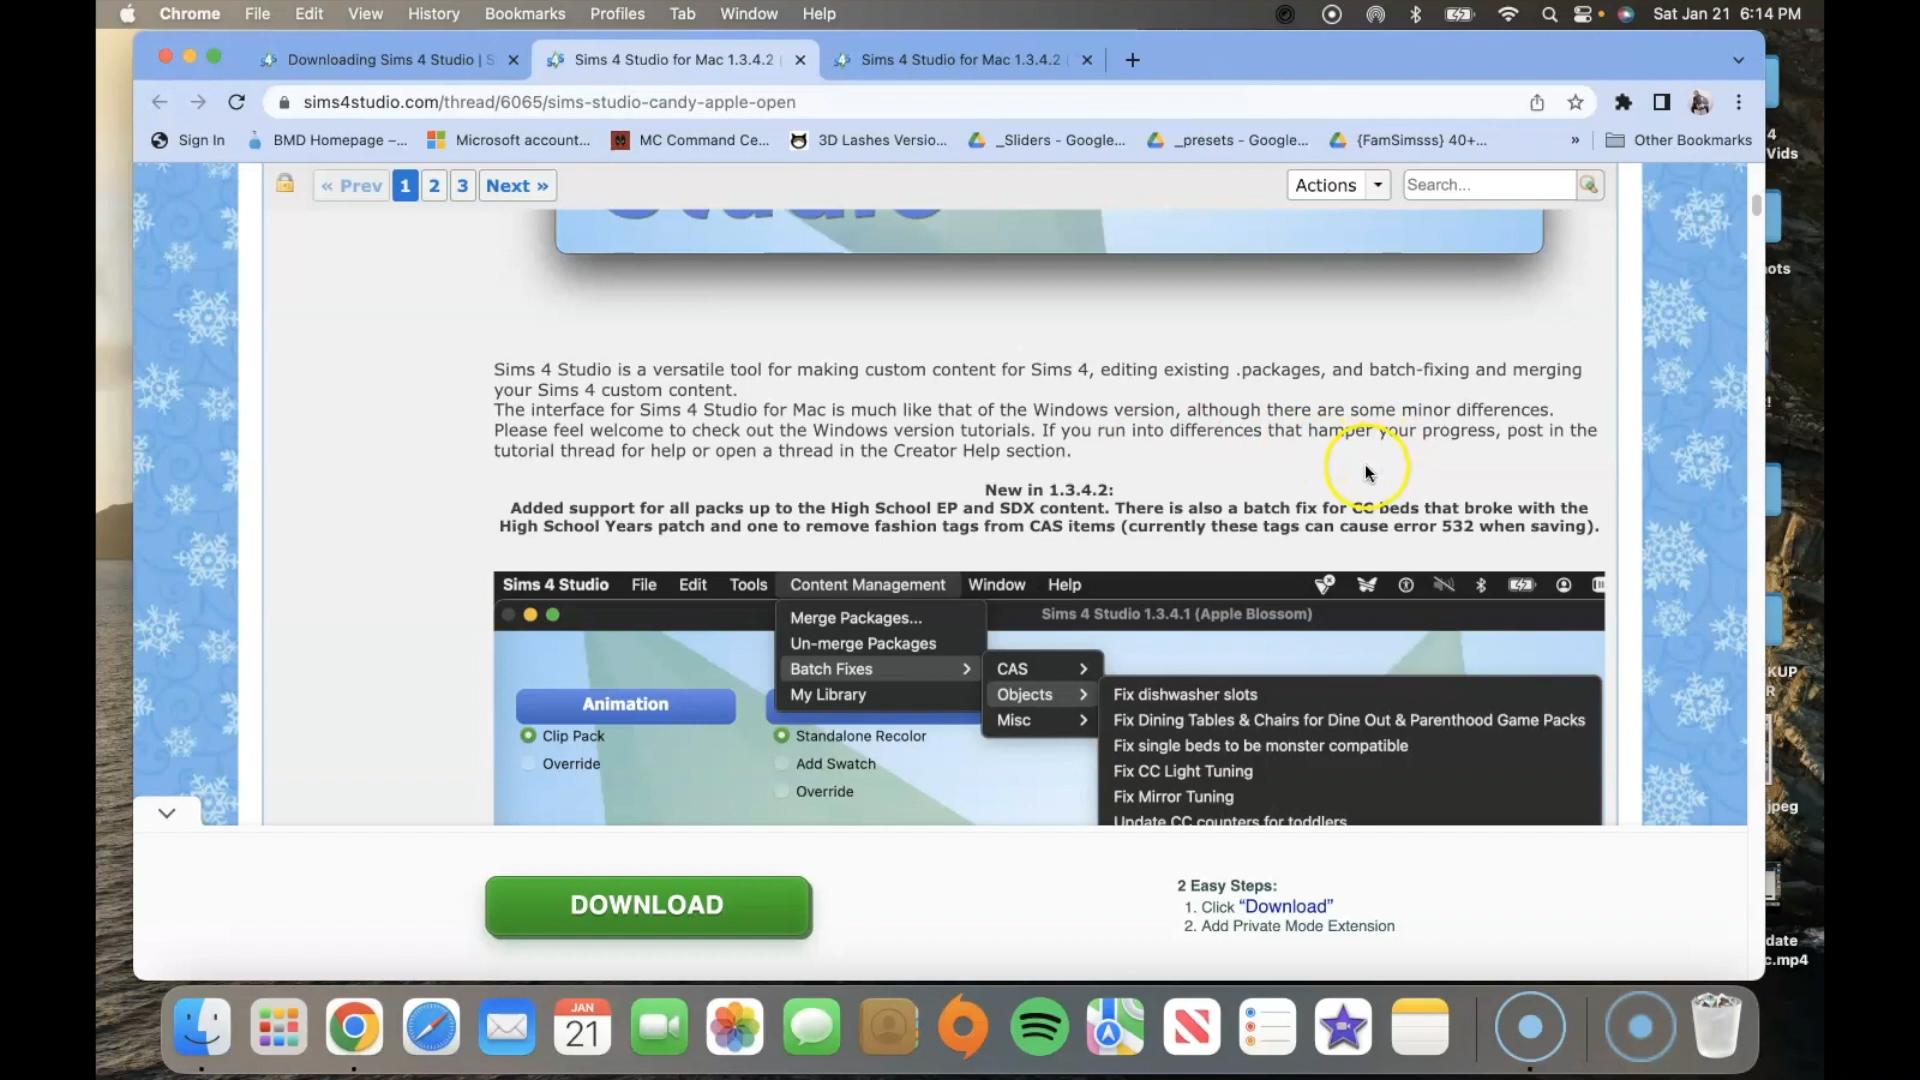 Chrome File Edit View History Bookmarks Profiles Tab Window Help Sat Jan 21 6:14 PM
Downloading Sims 4 Studio | S Sims 4 Studio for Mac 1.3.4.2 | Sims 4 Studio for Mac 1.3.4.2 |
sims4studio.com/thread/6065/sims-studio-candy-apple-open
Sign In BMD Homepage –... Microsoft account... MC Command Ce... 3D Lashes Versio... _Sliders - Google... _presets - Google... {FamSimsss} 40+... » Other Bookmarks
« Prev 1 2 3 Next » Actions Search...
Studio
Sims 4 Studio is a versatile tool for making custom content for Sims 4, editing existing .packages, and batch-fixing and merging
your Sims 4 custom content.
The interface for Sims 4 Studio for Mac is much like that of the Windows version, although there are some minor differences.
Please feel welcome to check out the Windows version tutorials. If you run into differences that hamper your progress, post in the
tutorial thread for help or open a thread in the Creator Help section.
New in 1.3.4.2:
Added support for all packs up to the High School EP and SDX content. There is also a batch fix for CC beds that broke with the
High School Years patch and one to remove fashion tags from CAS items (currently these tags can cause error 532 when saving).
Sims 4 Studio File Edit Tools Content Management Window Help
Sims 4 Studio 1.3.4.1 (Apple Blossom)
Merge Packages...
Un-merge Packages
Batch Fixes
My Library
CAS
Objects
Misc
Fix dishwasher slots
Fix Dining Tables & Chairs for Dine Out & Parenthood Game Packs
Fix single beds to be monster compatible
Fix CC Light Tuning
Fix Mirror Tuning
Update CC counters for toddlers
Animation
Clip Pack
Override
Standalone Recolor
Add Swatch
Override
DOWNLOAD
2 Easy Steps:
1. Click “Download”
2. Add Private Mode Extension
4
Vids
ots
!
KUP
R
jpeg
date
c.mp4
JAN
21